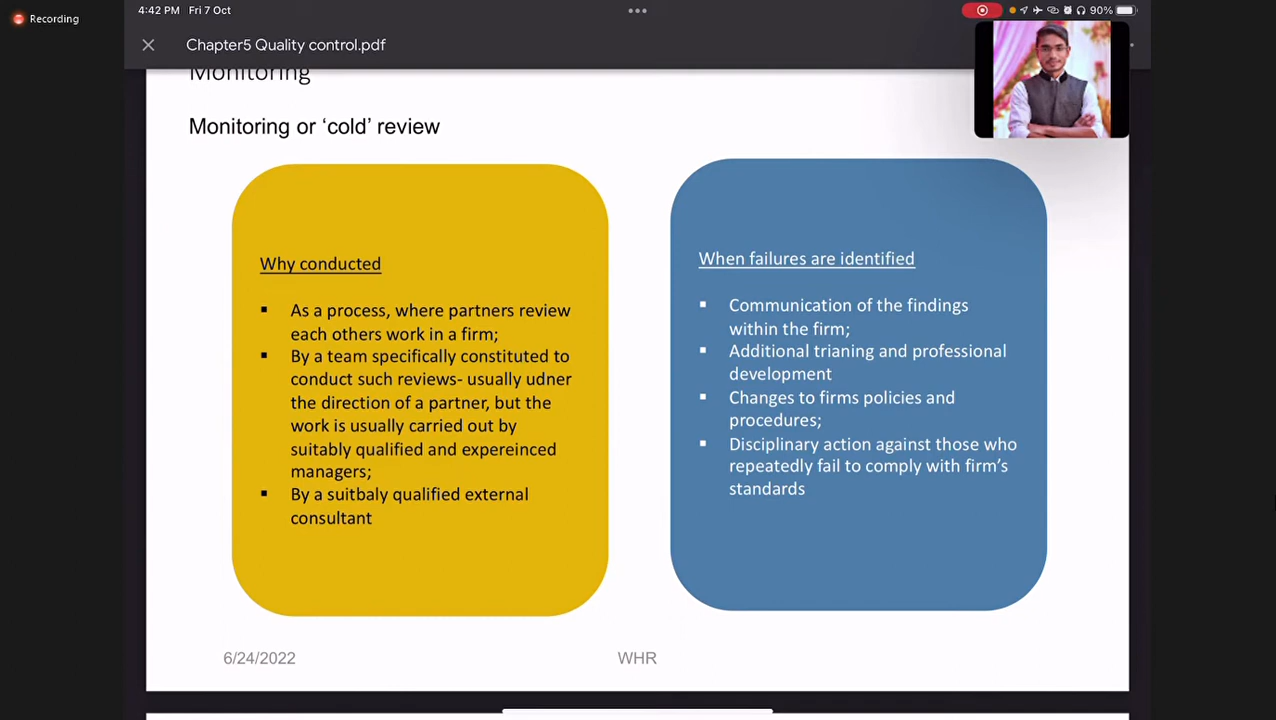 Recording
4:42 PM Fri 7 Oct
90%
Chapter5 Quality control.pdf
Monitoring
Monitoring or ‘cold’ review
Why conducted
▪ As a process, where partners review
each others work in a firm;
▪ By a team specifically constituted to
conduct such reviews- usually udner
the direction of a partner, but the
work is usually carried out by
suitably qualified and expereinced
managers;
▪ By a suitbaly qualified external
consultant
When failures are identified
▪ Communication of the findings
within the firm;
▪ Additional trianing and professional
development
▪ Changes to firms policies and
procedures;
▪ Disciplinary action against those who
repeatedly fail to comply with firm’s
standards
6/24/2022
WHR